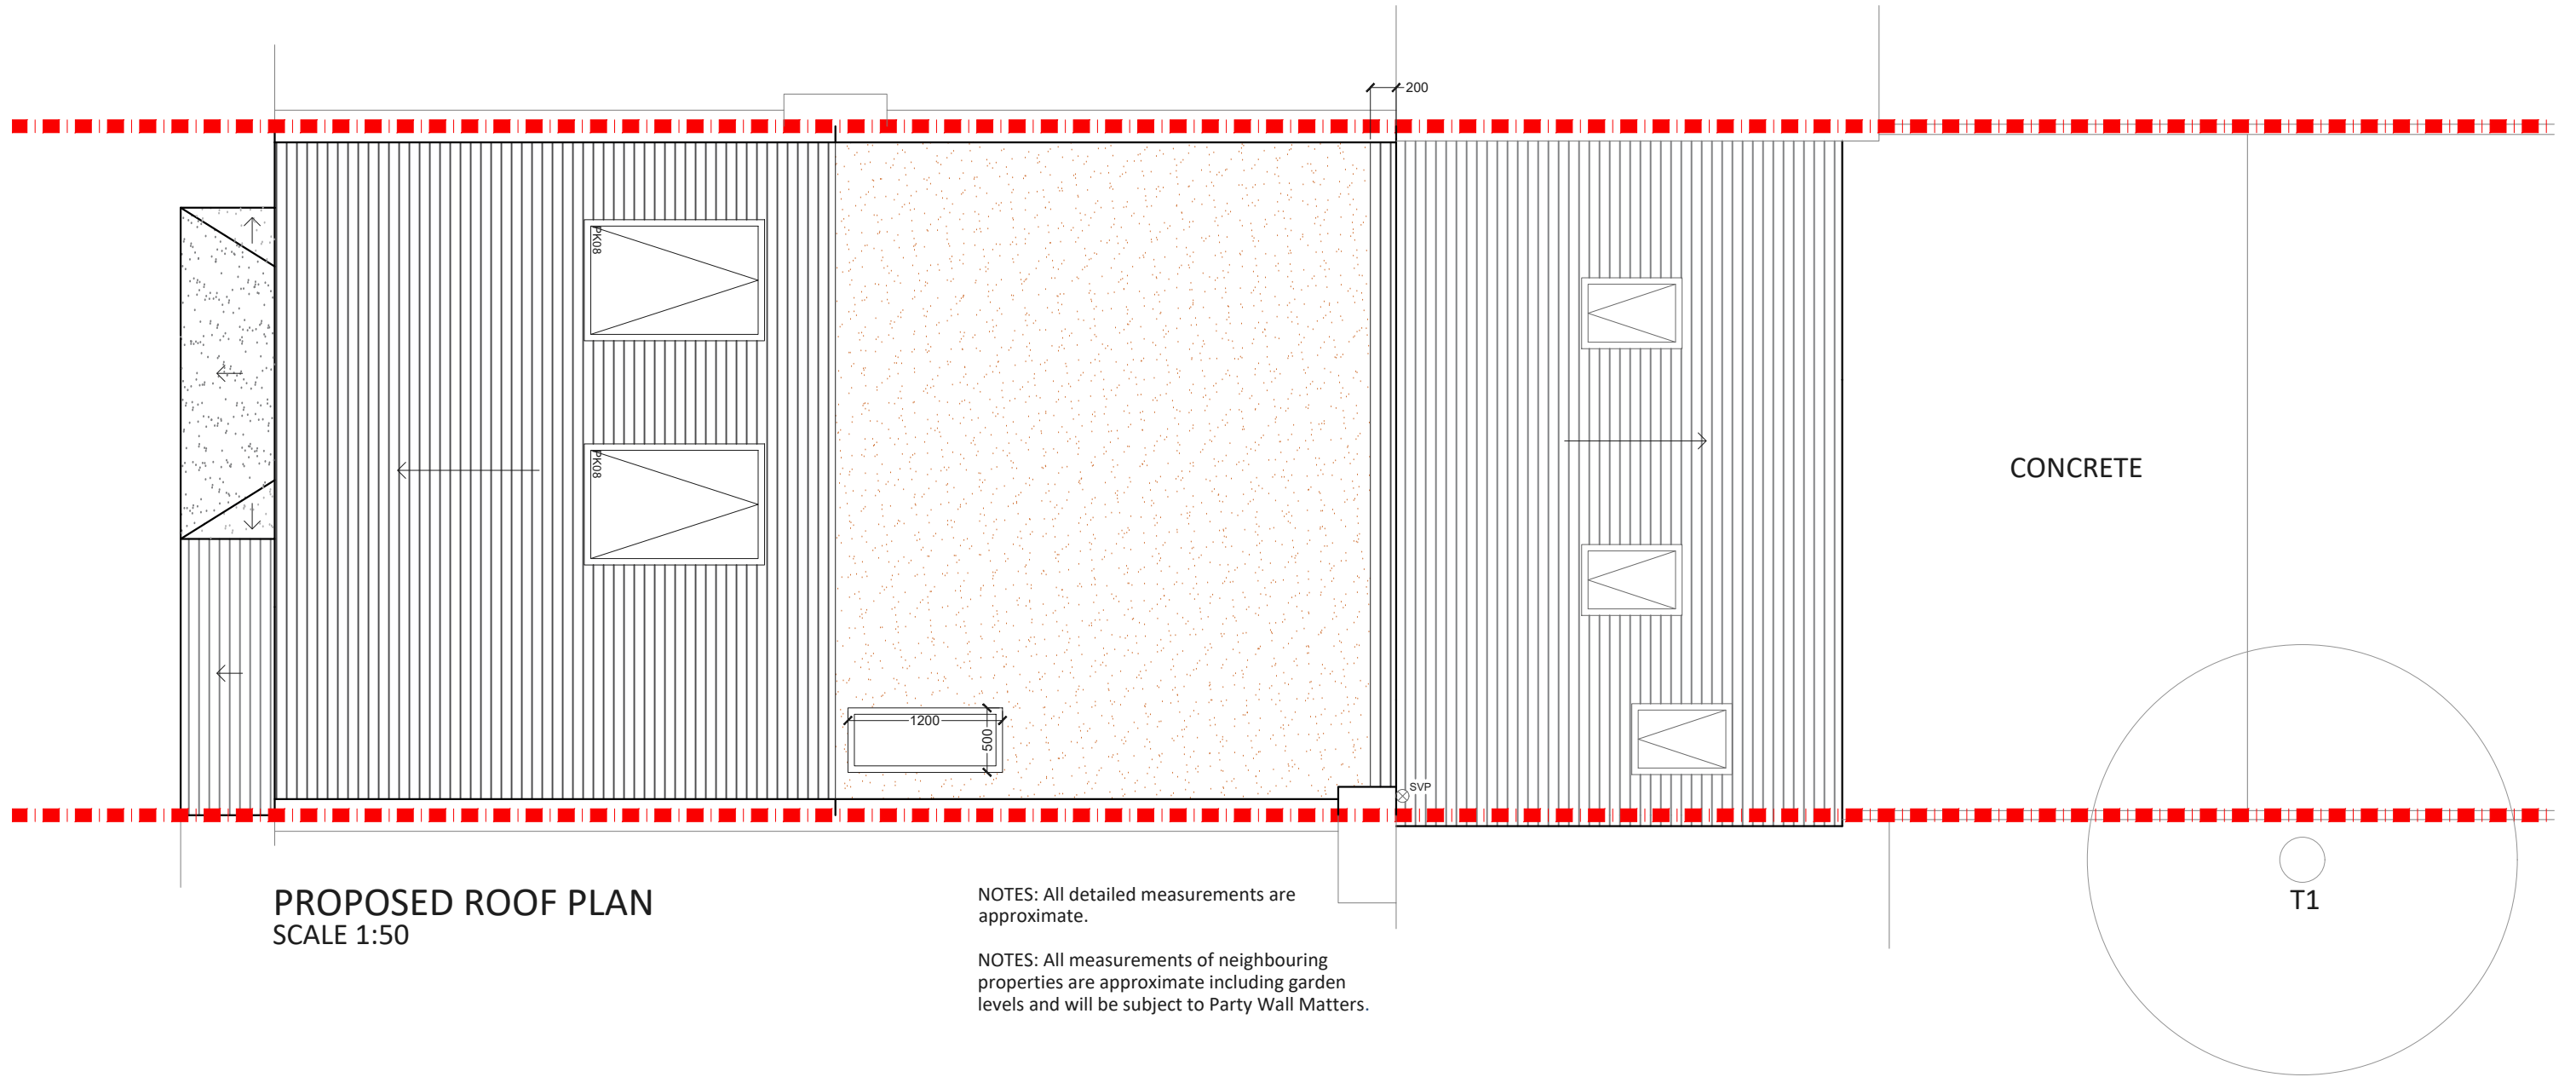 200
PK08
PK08
CONCRETE
1200
500
SVP
PROPOSED ROOF PLAN
SCALE 1:50
NOTES: All detailed measurements are
approximate.
NOTES: All measurements of neighbouring
properties are approximate including garden
levels and will be subject to Party Wall Matters.
T1